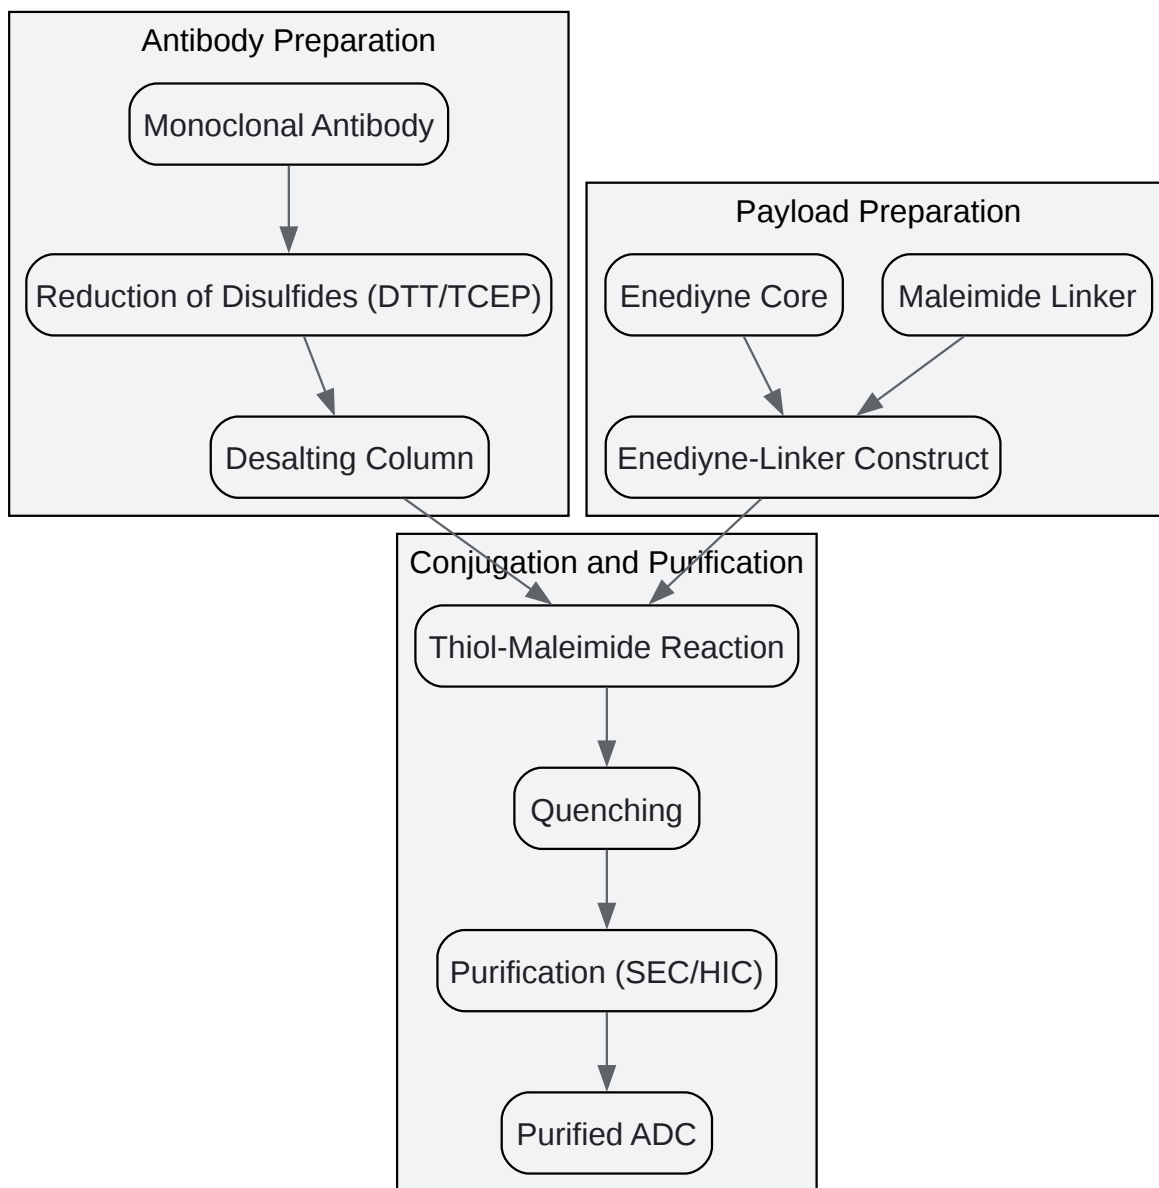 Antibody Preparation
Monoclonal Antibody
Reduction of Disulfides (DTT/TCEP)
Desalting Column
Payload Preparation
Enediyne Core
Maleimide Linker
Enediyne-Linker Construct
Conjugation and Purification
Thiol-Maleimide Reaction
Quenching
Purification (SEC/HIC)
Purified ADC